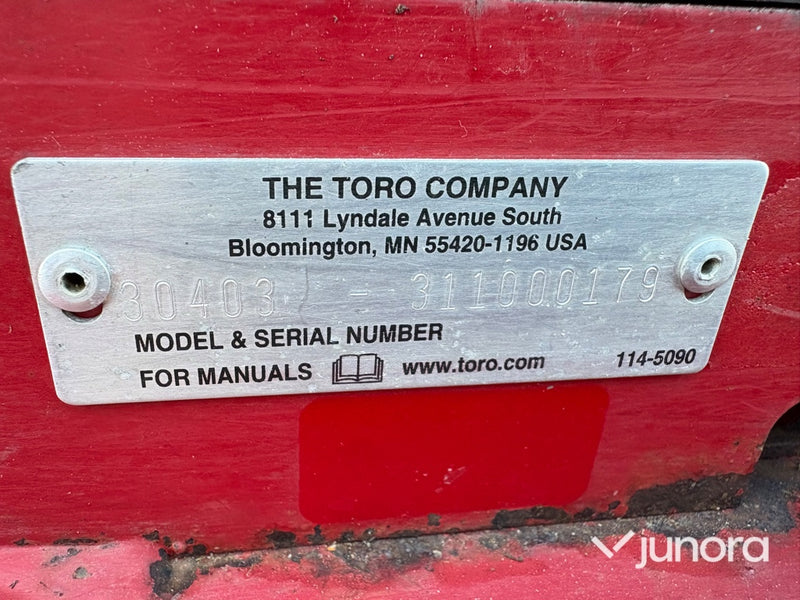 THE TORO COMPANY
8111 Lyndale Avenue South
Bloomington, MN 55420-1196 USA
30403 - 311000179
MODEL & SERIAL NUMBER
FOR MANUALS www.toro.com 114-5090
junora